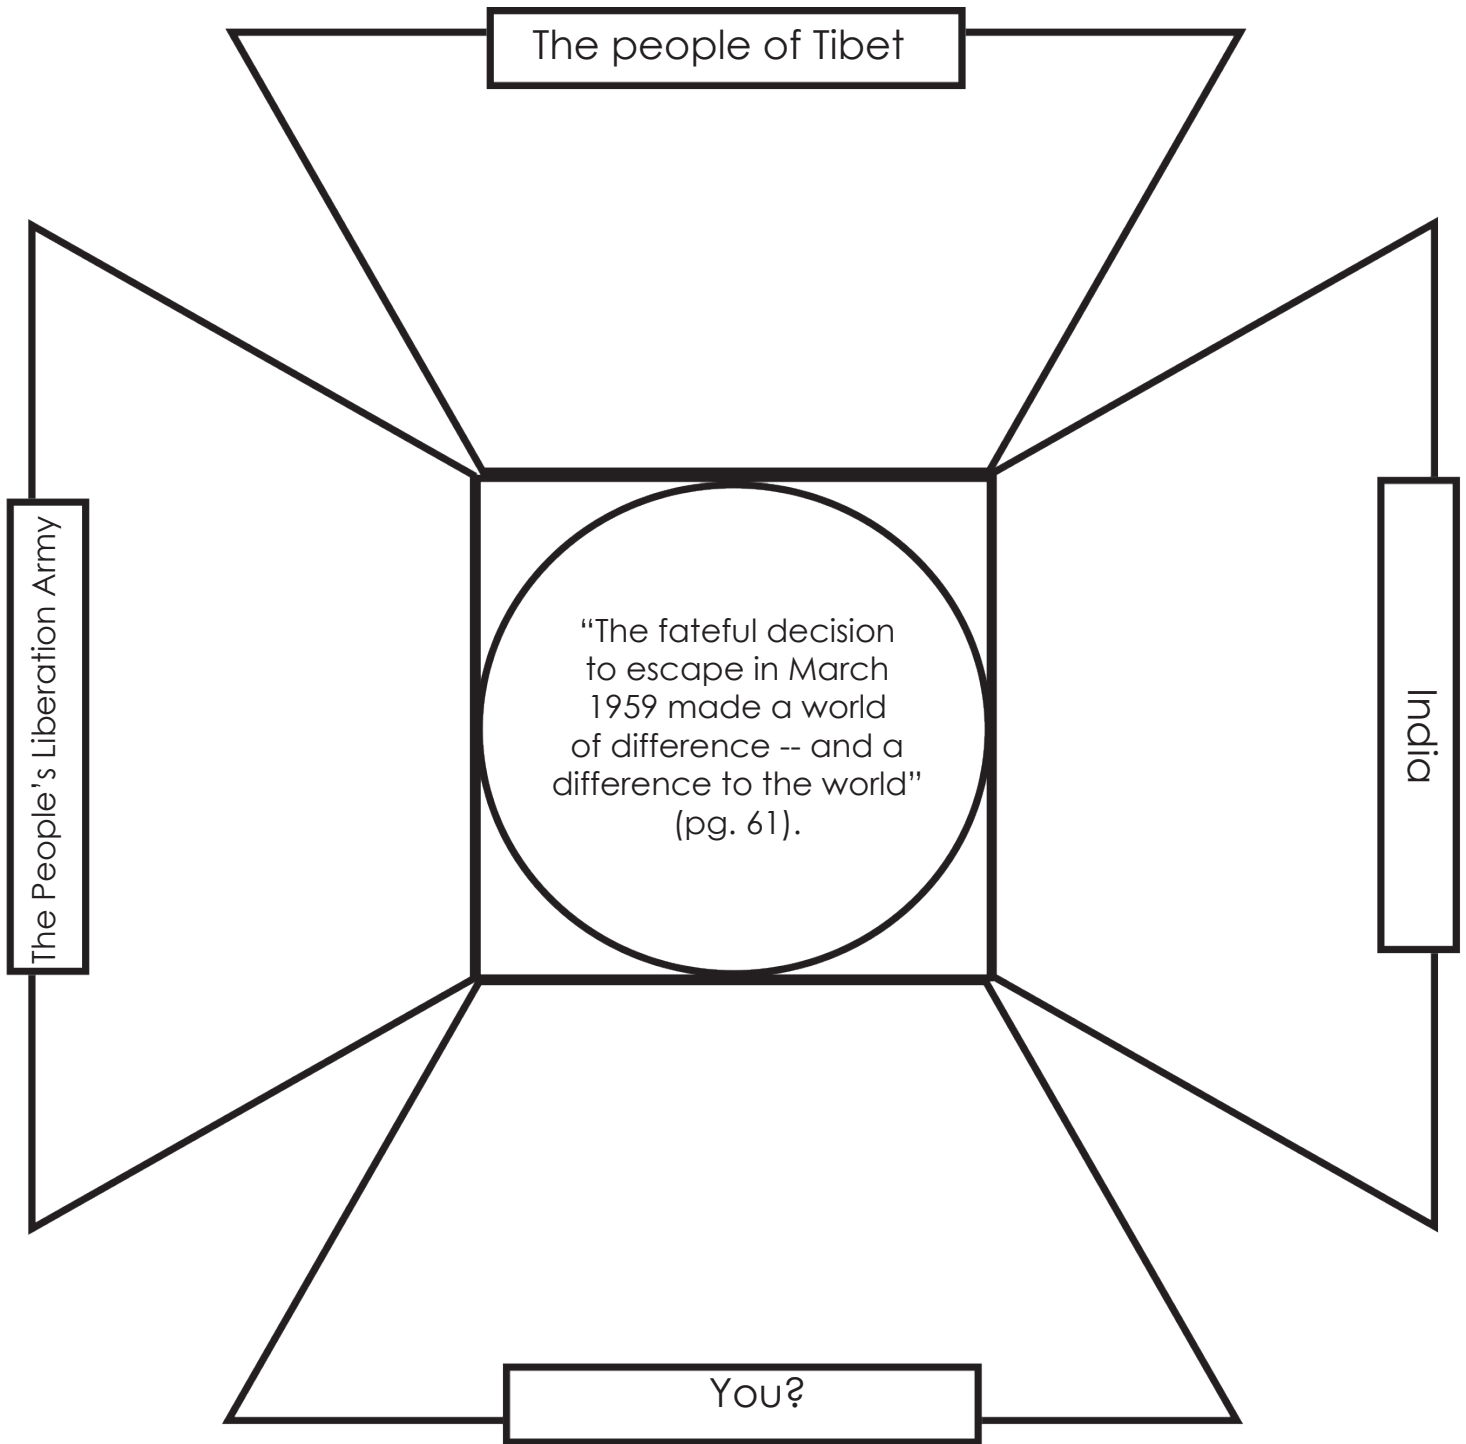 The people of Tibet
The People’s Liberation Army
“The fateful decision
to escape in March
1959 made a world
of difference -- and a
difference to the world”
(pg. 61).
India
You?